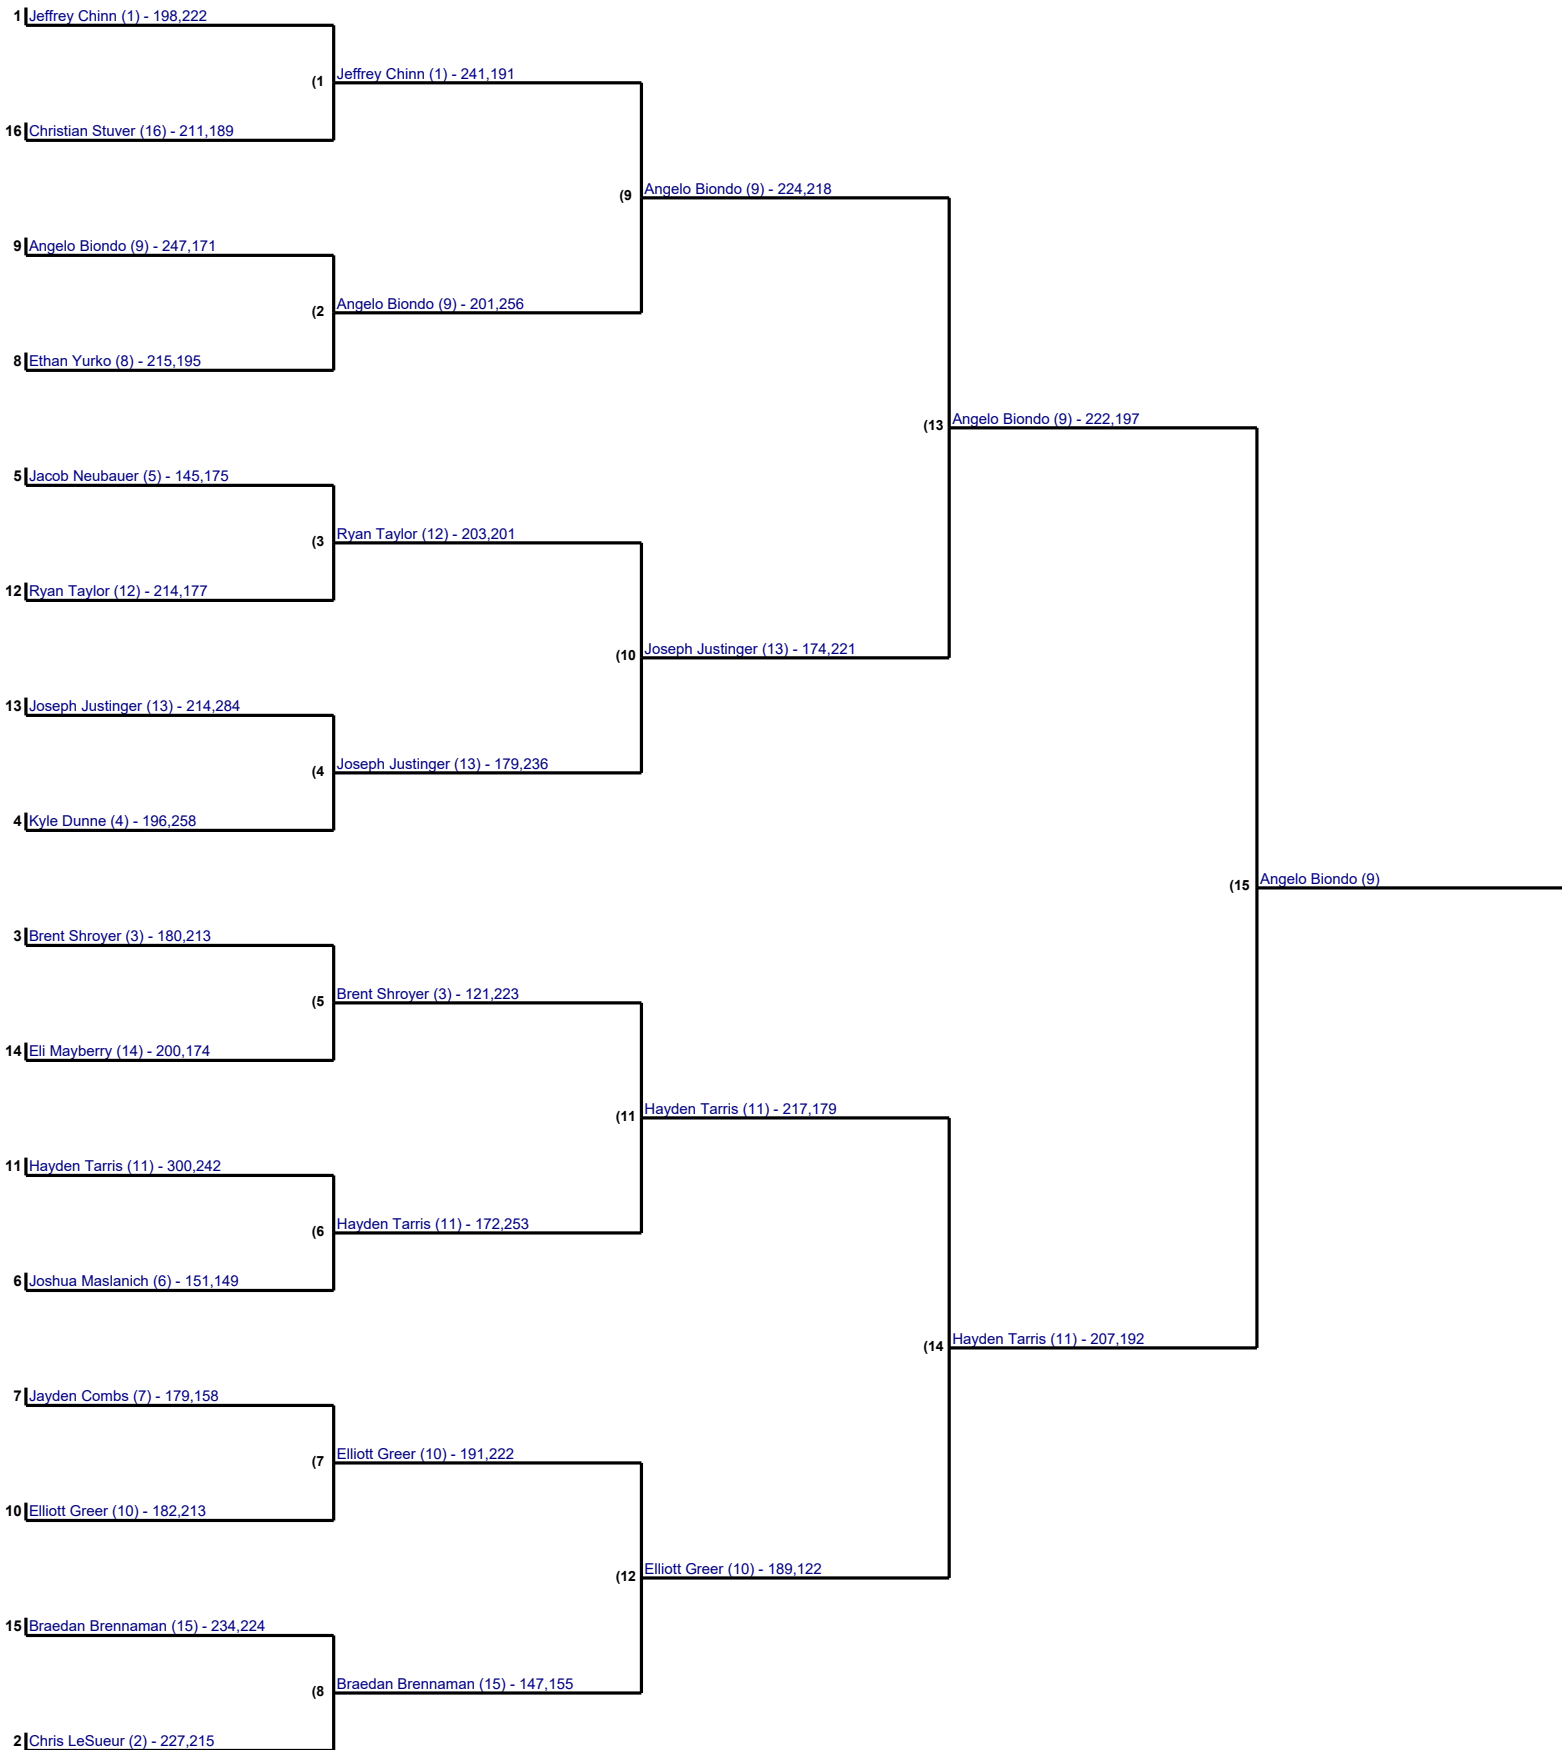 1 Jeffrey Chinn (1) - 198,222
(1 Jeffrey Chinn (1) - 241,191
16 Christian Stuver (16) - 211,189
(9 Angelo Biondo (9) - 224,218
9 Angelo Biondo (9) - 247,171
(2 Angelo Biondo (9) - 201,256
8 Ethan Yurko (8) - 215,195
(13 Angelo Biondo (9) - 222,197
5 Jacob Neubauer (5) - 145,175
(3 Ryan Taylor (12) - 203,201
12 Ryan Taylor (12) - 214,177
(10 Joseph Justinger (13) - 174,221
13 Joseph Justinger (13) - 214,284
(4 Joseph Justinger (13) - 179,236
4 Kyle Dunne (4) - 196,258
(15 Angelo Biondo (9)
3 Brent Shroyer (3) - 180,213
(5 Brent Shroyer (3) - 121,223
14 Eli Mayberry (14) - 200,174
(11 Hayden Tarris (11) - 217,179
11 Hayden Tarris (11) - 300,242
(6 Hayden Tarris (11) - 172,253
6 Joshua Maslanich (6) - 151,149
(14 Hayden Tarris (11) - 207,192
7 Jayden Combs (7) - 179,158
(7 Elliott Greer (10) - 191,222
10 Elliott Greer (10) - 182,213
(12 Elliott Greer (10) - 189,122
15 Braedan Brennaman (15) - 234,224
(8 Braedan Brennaman (15) - 147,155
2 Chris LeSueur (2) - 227,215